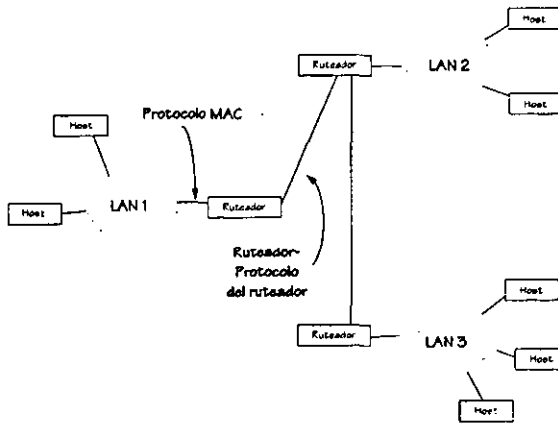 Host
Ruteador
LAN 2
Host
Protocolo MAC
Host
Host
LAN 1
Ruteador
Ruteador-
Protocolo
del ruteador
Host
Ruteador
LAN 3
Host
Host